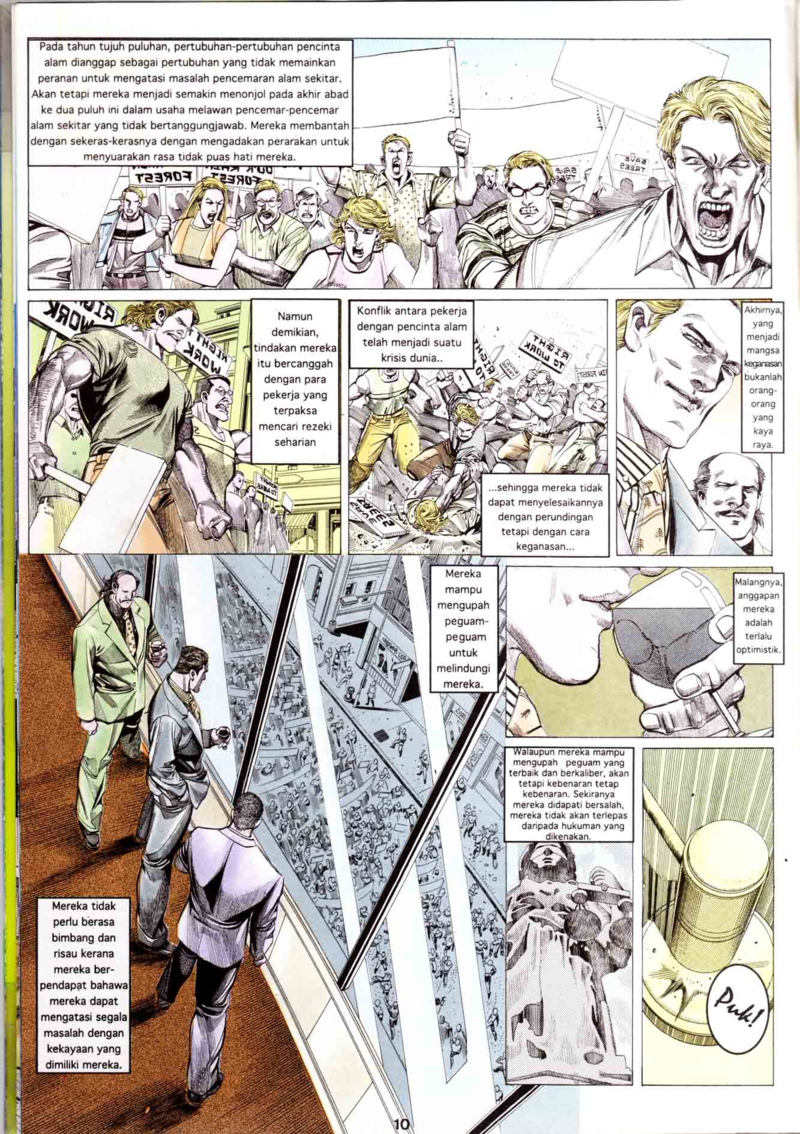 Pada tahun tujuh puluhan, pertubuhan-pertubuhan pencinta
alam dianggap sebagai pertubuhan yang tidak memainkan
peranan untuk mengatasi masalah pencemaran alam sekitar.
Akan tetapi mereka menjadi semakin menonjol pada akhir abad
ke dua puluh ini dalam usaha melawan pencemar-pencemar
alam sekitar yang tidak bertanggungjawab. Mereka membantah
dengan sekeras-kerasnya dengan mengadakan perarakan untuk
menyuarakan rasa tidak puas hati mereka.
FOREST
FOREST
SAVE
RIGHT
WORK
RIGHT
WORK
Namun
demikian,
tindakan mereka
itu bercanggah
dengan para
pekerja yang
terpaksa
mencari rezeki
seharian
Konflik antara pekerja
dengan pencinta alam
telah menjadi suatu
krisis dunia..
RIGHT
TO WORK
...sehingga mereka tidak
dapat menyelesaikannya
dengan perundingan
tetapi dengan cara
keganasan...
Akhirnya,
yang
menjadi
mangsa
keganasan
bukanlah
orang-
orang
yang
kaya
raya.
Mereka
mampu
mengupah
peguam-
peguam
untuk
melindungi
mereka.
Malangnya,
anggapan
mereka
adalah
terlalu
optimistik.
Mereka tidak
perlu berasa
bimbang dan
risau kerana
mereka ber-
pendapat bahawa
mereka dapat
mengatasi segala
masalah dengan
kekayaan yang
dimiliki mereka.
Walaupun mereka mampu
mengupah peguam yang
terbaik dan berkaliber, akan
tetapi kebenaran tetap
kebenaran. Sekiranya
mereka didapati bersalah,
mereka tidak akan terlepas
daripada hukuman yang
dikenakan.
Puk!
10